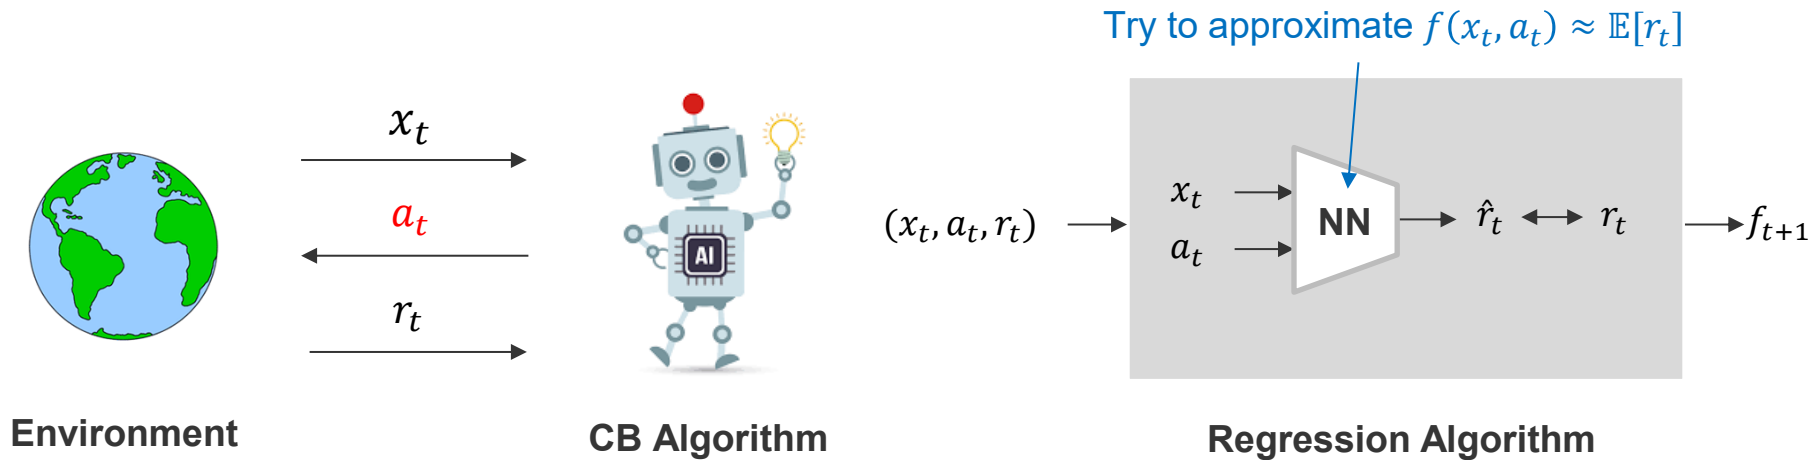 Try to approximate f(x_t, a_t) ≈ 𝔼[r_t]
x_t
a_t
r_t
AI
(x_t, a_t, r_t)
x_t
a_t
NN
r̂_t
r_t
f_{t+1}
Environment
CB Algorithm
Regression Algorithm